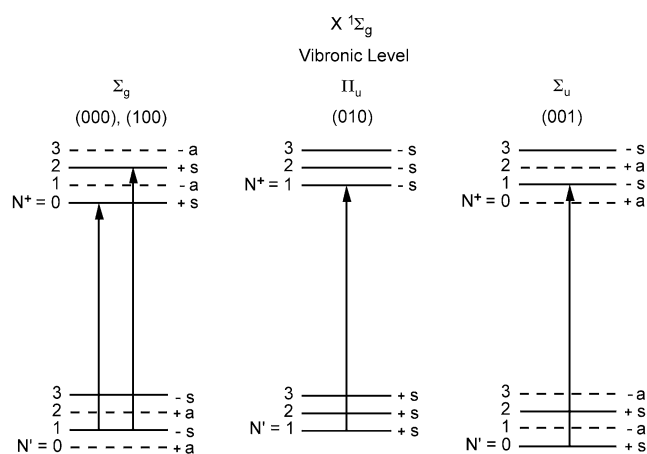 X ¹Σg
Vibronic Level
Σg
Πu
Σu
(000), (100)
(010)
(001)
3 - a
2 + s
1 - a
N⁺ = 0 + s
3 - s
2 - s
N⁺ = 1 - s
3 - s
2 + a
1 - s
N⁺ = 0 + a
3 - s
2 + a
1 - s
N' = 0 + a
3 + s
2 + s
N' = 1 + s
3 - a
2 + s
1 - a
N' = 0 + s